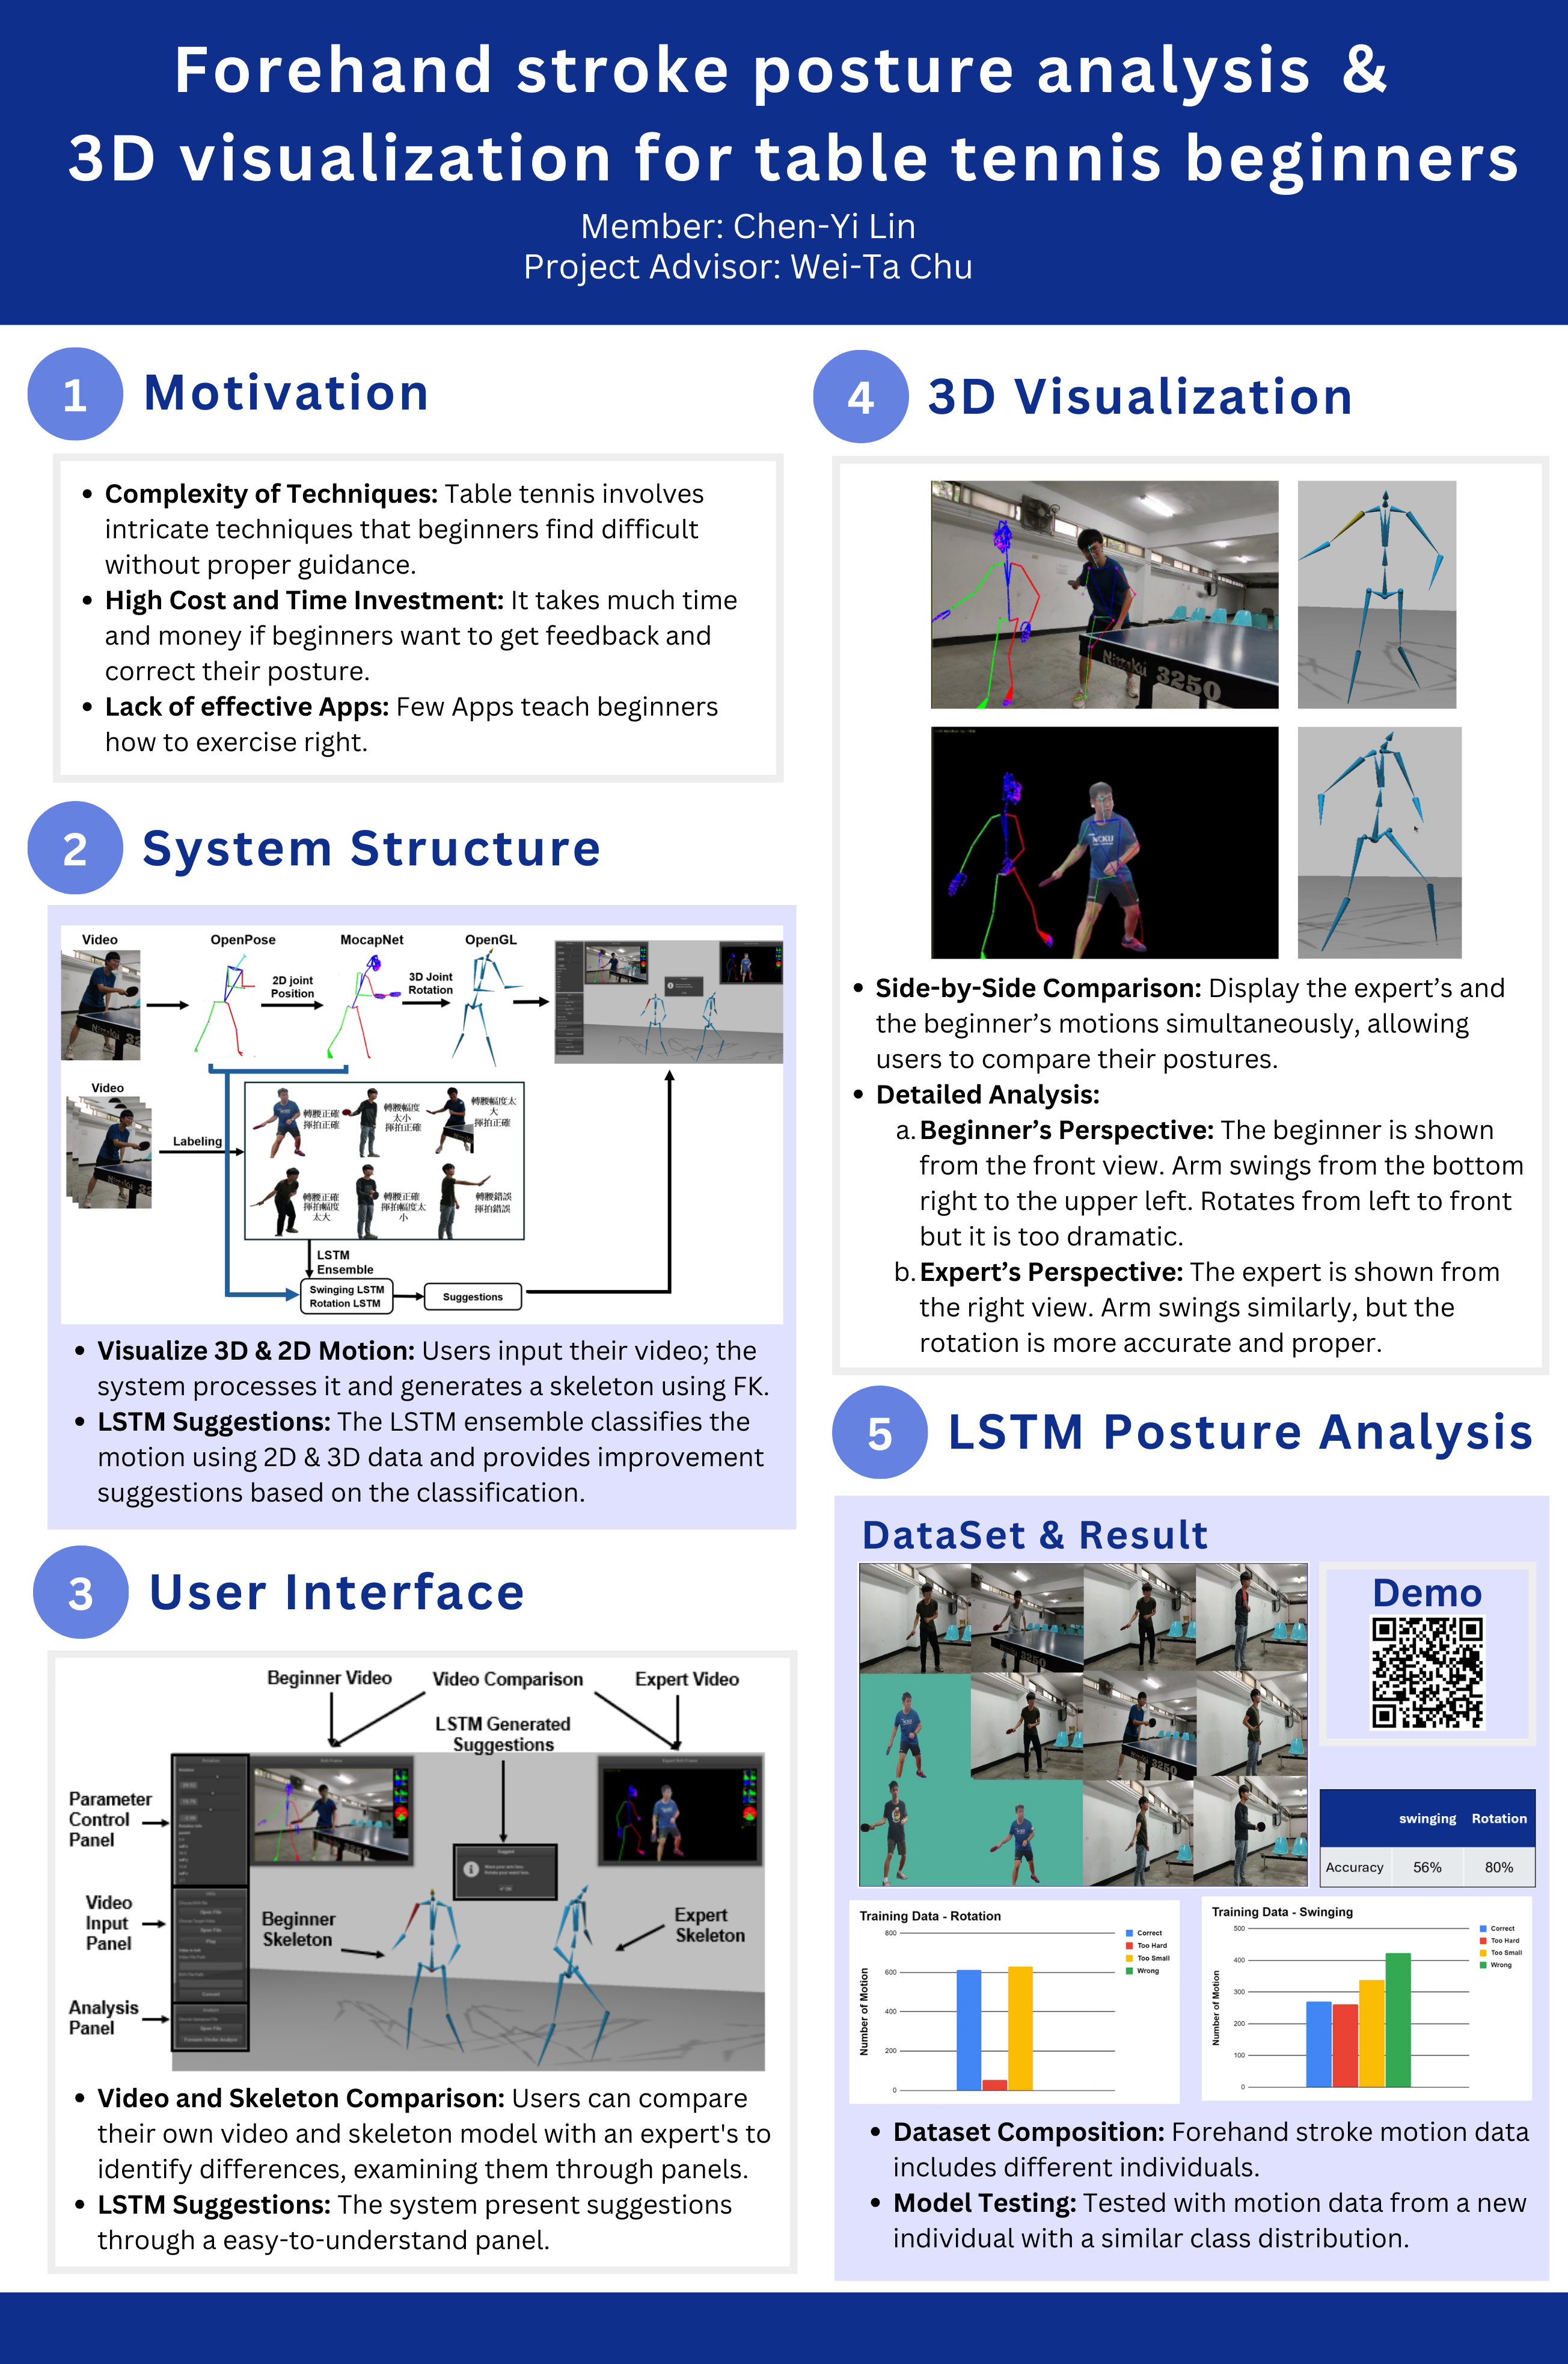 Forehand stroke posture analysis &
3D visualization for table tennis beginners
Member: Chen-Yi Lin
Project Advisor: Wei-Ta Chu
1
Motivation
Complexity of Techniques: Table tennis involves
intricate techniques that beginners find difficult
without proper guidance.
High Cost and Time Investment: It takes much time
and money if beginners want to get feedback and
correct their posture.
Lack of effective Apps: Few Apps teach beginners
how to exercise right.
2
System Structure
Video
OpenPose
MocapNet
OpenGL
2D joint
Position
3D Joint
Rotation
Video
Labeling
轉腰正確
揮拍正確
轉腰幅度
太小
揮拍正確
轉腰幅度太
大
揮拍正確
轉腰正確
揮拍幅度
太大
轉腰正確
揮拍幅度太
小
轉腰錯誤
揮拍錯誤
LSTM
Ensemble
Swinging LSTM
Rotation LSTM
Suggestions
Visualize 3D & 2D Motion: Users input their video; the
system processes it and generates a skeleton using FK.
LSTM Suggestions: The LSTM ensemble classifies the
motion using 2D & 3D data and provides improvement
suggestions based on the classification.
3
User Interface
Beginner Video
Video Comparison
Expert Video
LSTM Generated
Suggestions
Parameter
Control
Panel
Video
Input
Panel
Analysis
Panel
Beginner
Skeleton
Expert
Skeleton
Video and Skeleton Comparison: Users can compare
their own video and skeleton model with an expert's to
identify differences, examining them through panels.
LSTM Suggestions: The system present suggestions
through a easy-to-understand panel.
4
3D Visualization
Nittaku 3250
NCKU
Side-by-Side Comparison: Display the expert’s and
the beginner’s motions simultaneously, allowing
users to compare their postures.
Detailed Analysis:
a. Beginner’s Perspective: The beginner is shown
from the front view. Arm swings from the bottom
right to the upper left. Rotates from left to front
but it is too dramatic.
b. Expert’s Perspective: The expert is shown from
the right view. Arm swings similarly, but the
rotation is more accurate and proper.
5
LSTM Posture Analysis
DataSet & Result
Demo
swinging Rotation
Accuracy 56% 80%
Training Data - Rotation
Number of Motion
800
600
400
200
0
Correct
Too Hard
Too Small
Wrong
Training Data - Swinging
Number of Motion
500
400
300
200
100
0
Correct
Too Hard
Too Small
Wrong
Dataset Composition: Forehand stroke motion data
includes different individuals.
Model Testing: Tested with motion data from a new
individual with a similar class distribution.